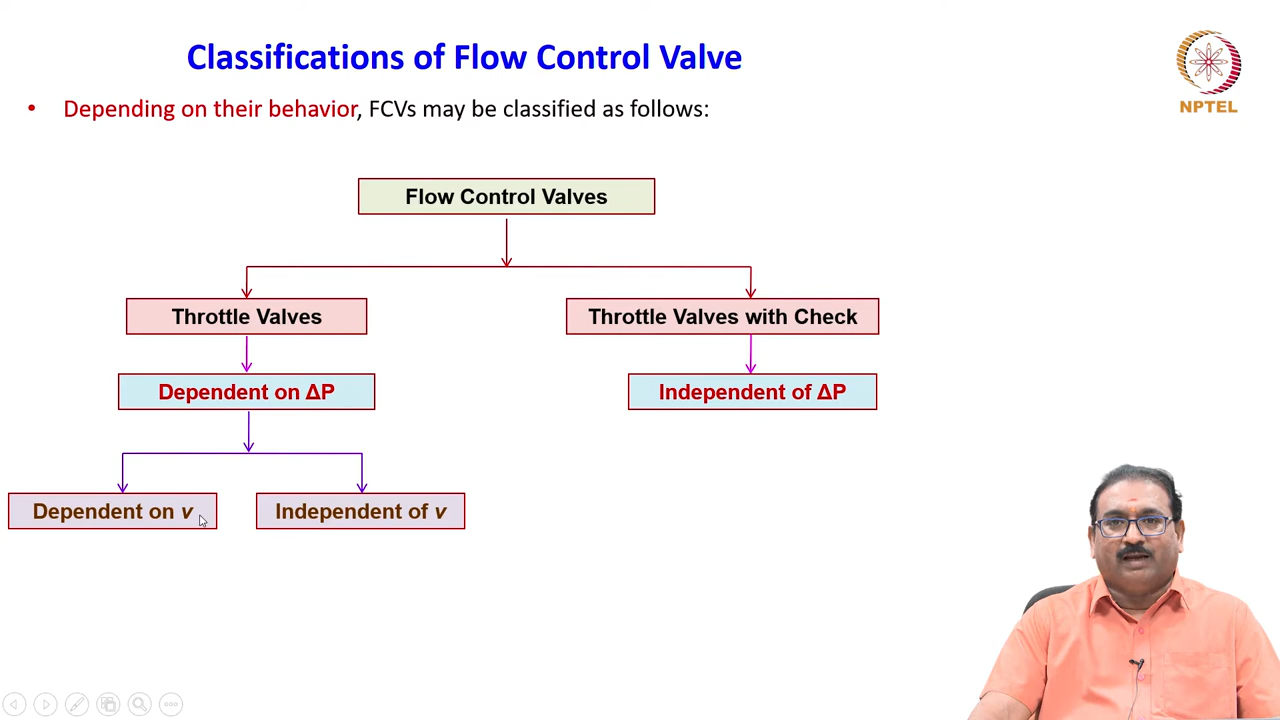 Classifications of Flow Control Valve
NPTEL
• Depending on their behavior, FCVs may be classified as follows:
Flow Control Valves
Throttle Valves
Throttle Valves with Check
Dependent on ΔP
Independent of ΔP
Dependent on v
Independent of v